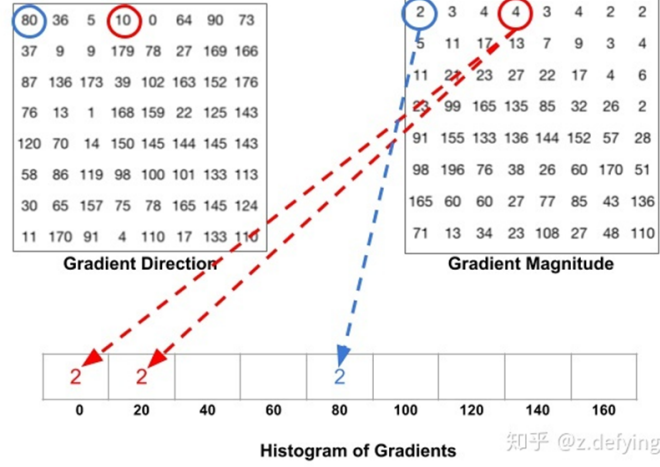 80 36 5 10 0 64 90 73
37 9 9 179 78 27 169 166
87 136 173 39 102 163 152 176
76 13 1 168 159 22 125 143
120 70 14 150 145 144 145 143
58 86 119 98 100 101 133 113
30 65 157 75 78 165 145 124
11 170 91 4 110 17 133 110
Gradient Direction
2 3 4 4 3 4 2 2
5 11 17 13 7 9 3 4
11 21 23 27 22 17 4 6
23 99 165 135 85 32 26 2
91 155 133 136 144 152 57 28
98 196 76 38 26 60 170 51
165 60 60 27 77 85 43 136
71 13 34 23 108 27 48 110
Gradient Magnitude
2 2 2
0 20 40 60 80 100 120 140 160
Histogram of Gradients
知乎 @z.defying